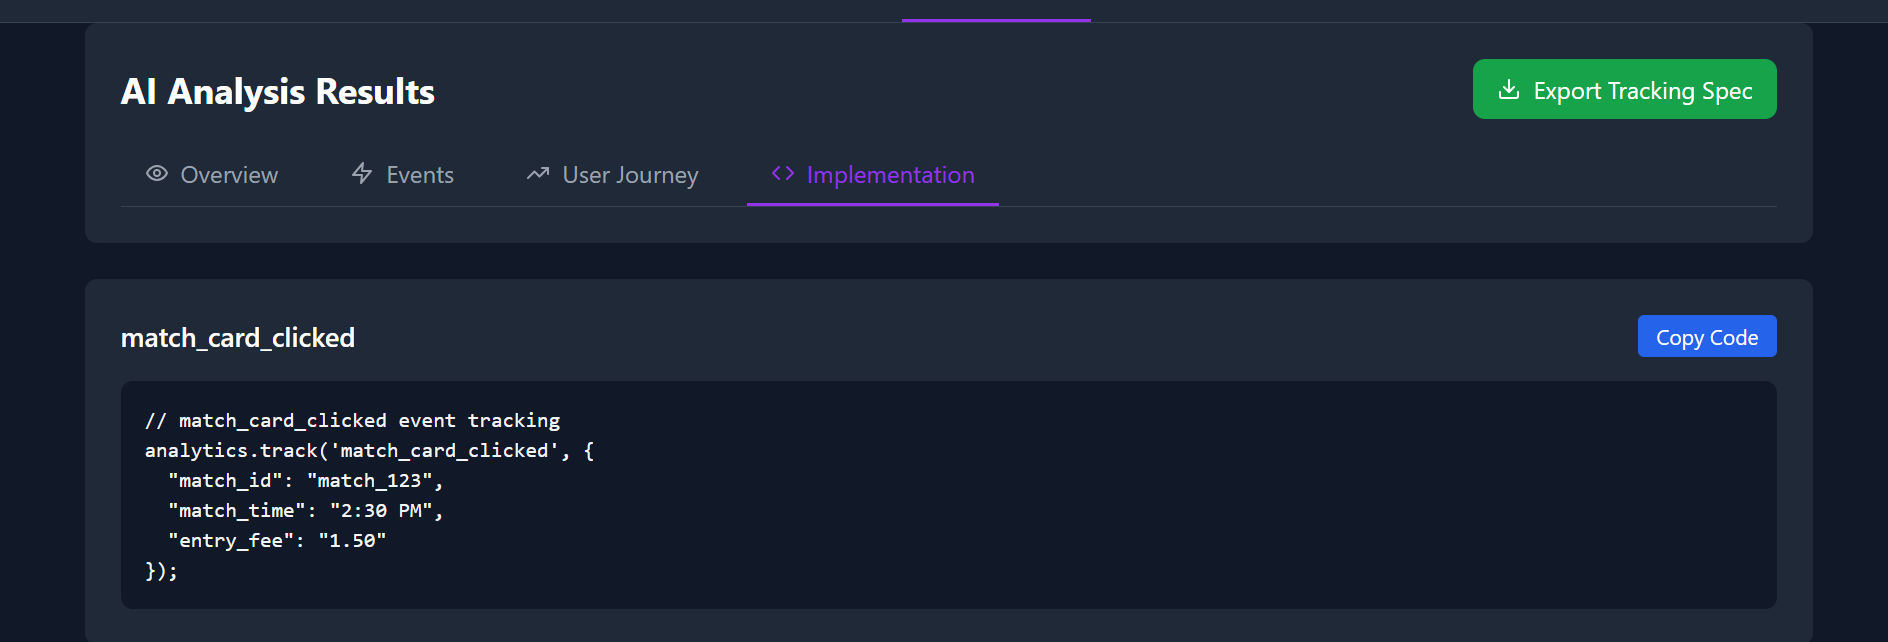 AI Analysis Results
Export Tracking Spec
Overview
Events
User Journey
Implementation
match_card_clicked
Copy Code
// match_card_clicked event tracking
analytics.track('match_card_clicked', {
  "match_id": "match_123",
  "match_time": "2:30 PM",
  "entry_fee": "1.50"
});